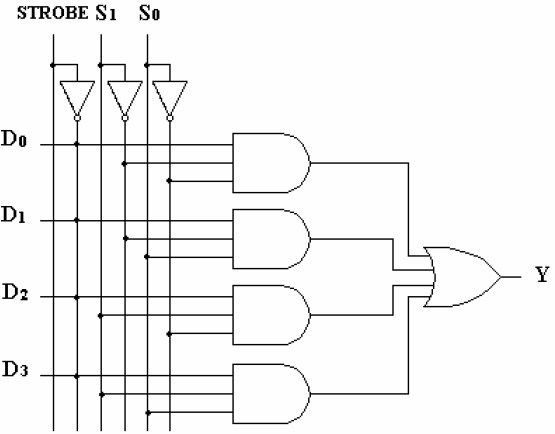 STROBE S1 S0
D0
D1
D2
Y
D3